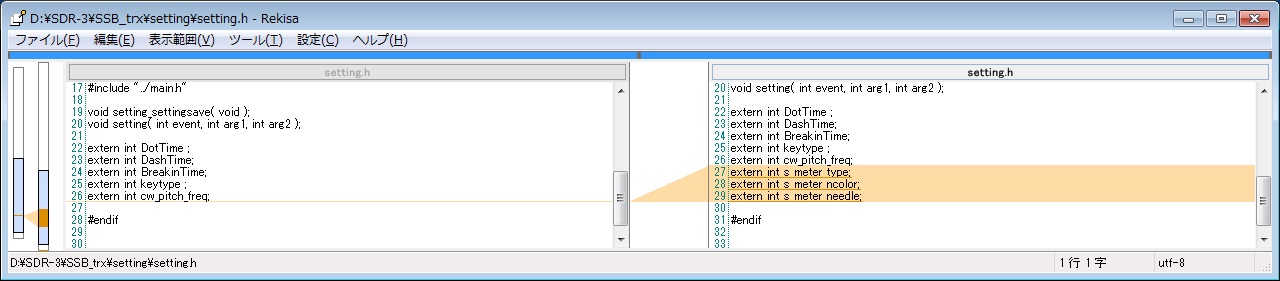 D:¥SDR-3¥SSB_trx¥setting¥setting.h - Rekisa
ファイル(F) 編集(E) 表示範囲(V) ツール(T) 設定(C) ヘルプ(H)
setting.h
17 #include "../main.h"
18
19 void setting_settingsave( void );
20 void setting( int event, int arg1, int arg2 );
21
22 extern int DotTime ;
23 extern int DashTime;
24 extern int BreakinTime;
25 extern int keytype ;
26 extern int cw_pitch_freq;
27
28 #endif
29
30
setting.h
20 void setting( int event, int arg1, int arg2 );
21
22 extern int DotTime ;
23 extern int DashTime;
24 extern int BreakinTime;
25 extern int keytype ;
26 extern int cw_pitch_freq;
27 extern int s_meter_type;
28 extern int s_meter_ncolor;
29 extern int s_meter_needle;
30
31 #endif
32
33
D:¥SDR-3¥SSB_trx¥setting¥setting.h 1 行 1 字 utf-8